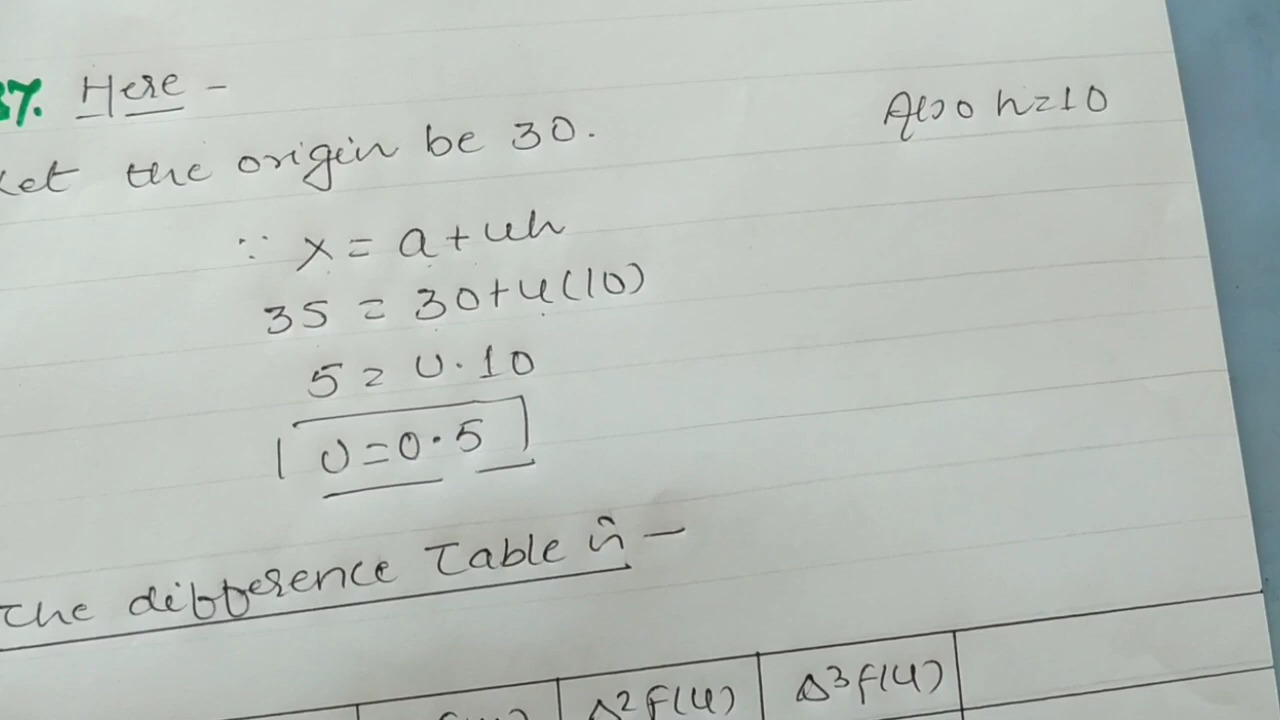 37. Here -
Also h=10
Let the origin be 30.
∵ x = a + uh
35 = 30+u(10)
5 = U.10
U=0.5
The difference Table is -
Δ²f(u) Δ³f(u)